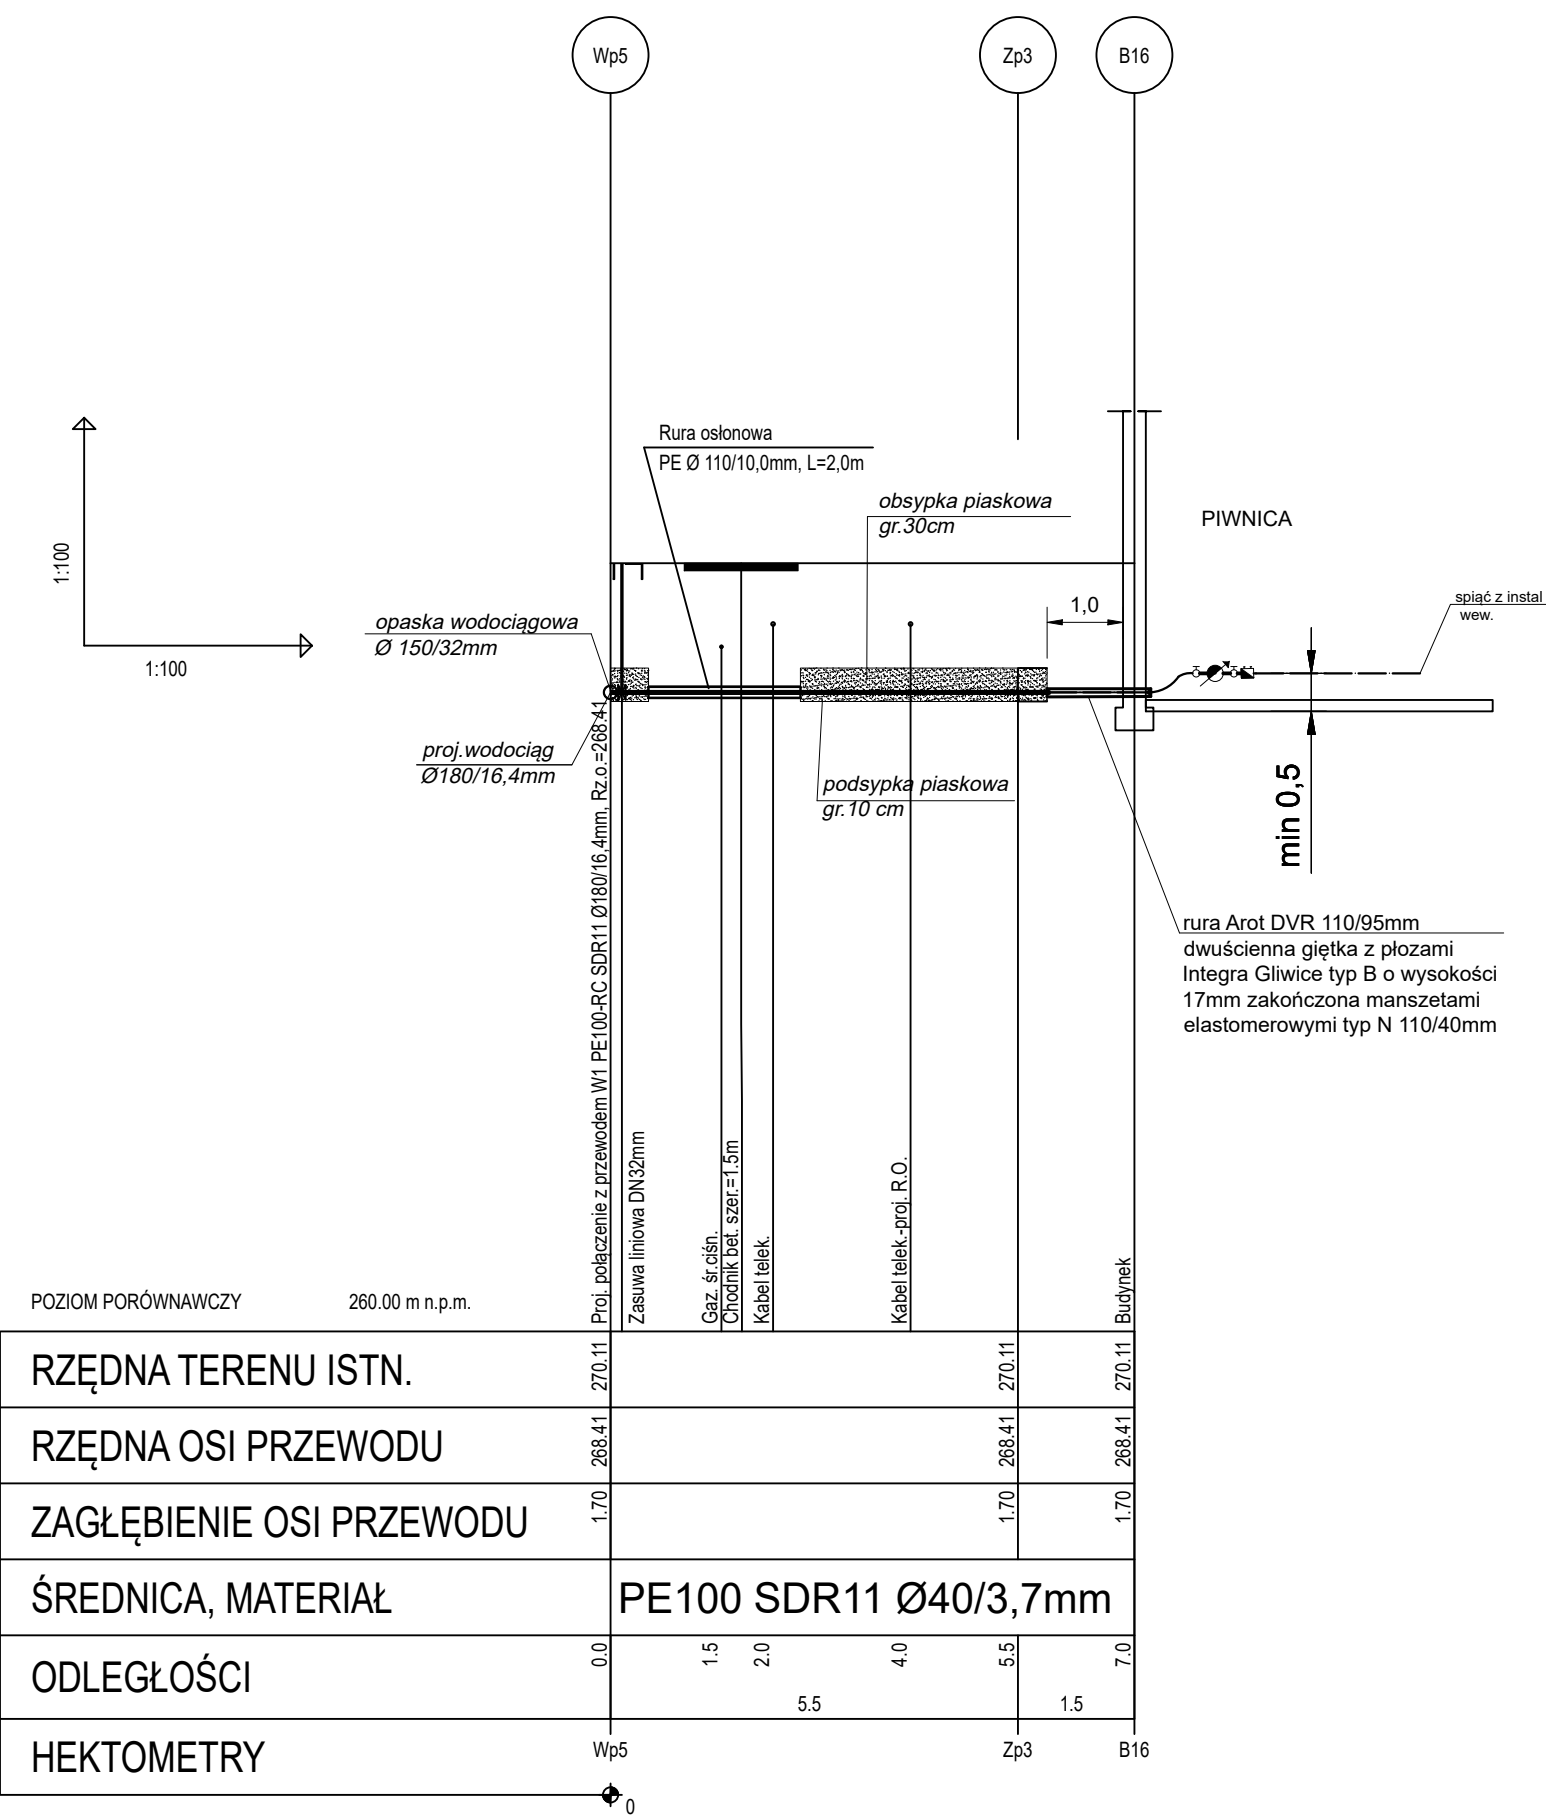 Wp5
Zp3
B16
Rura osłonowa
PE Ø 110/10,0mm, L=2,0m
obsypka piaskowa
gr.30cm
PIWNICA
1:100
1:100
opaska wodociągowa
Ø 150/32mm
1,0
spiąć z instal
wew.
proj.wodociąg
Ø180/16,4mm
podsypka piaskowa
gr.10 cm
min 0,5
rura Arot DVR 110/95mm
dwuścienna giętka z płozami
Integra Gliwice typ B o wysokości
17mm zakończona manszetami
elastomerowymi typ N 110/40mm
Proj. połączenie z przewodem W1 PE100-RC SDR11 Ø180/16,4mm, Rz.o.=268.41
Zasuwa liniowa DN32mm
Gaz. śr.ciśn.
Chodnik bet. szer.=1.5m
Kabel telek.
Kabel telek.-proj. R.O.
Budynek
POZIOM PORÓWNAWCZY 260.00 m n.p.m.
RZĘDNA TERENU ISTN. 270.11 270.11 270.11
RZĘDNA OSI PRZEWODU 268.41 268.41 268.41
ZAGŁĘBIENIE OSI PRZEWODU 1.70 1.70 1.70
ŚREDNICA, MATERIAŁ PE100 SDR11 Ø40/3,7mm
ODLEGŁOŚCI 0.0 1.5 2.0 4.0 5.5 7.0
5.5 1.5
HEKTOMETRY Wp5 Zp3 B16
0